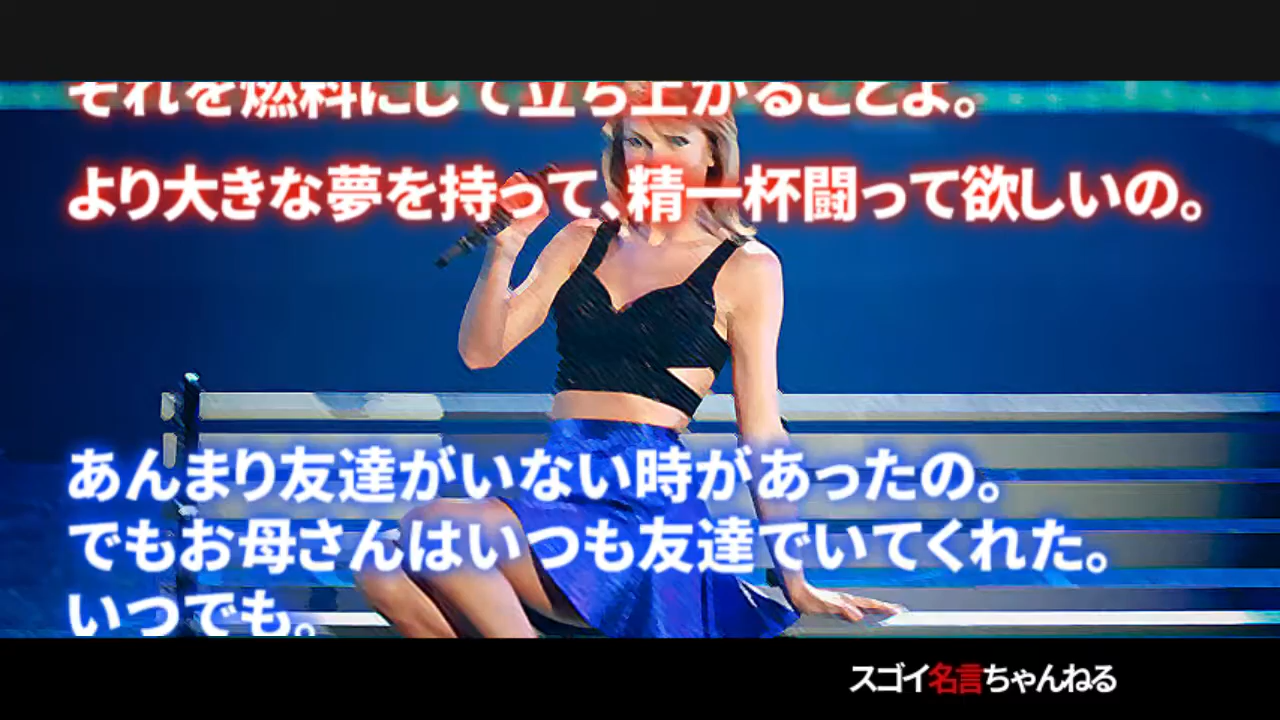 それを燃料にして立ち上がることよ。
より大きな夢を持って、精一杯闘って欲しいの。
あんまり友達がいない時があったの。
でもお母さんはいつも友達でいてくれた。
いつでも。
スゴイ名言ちゃんねる